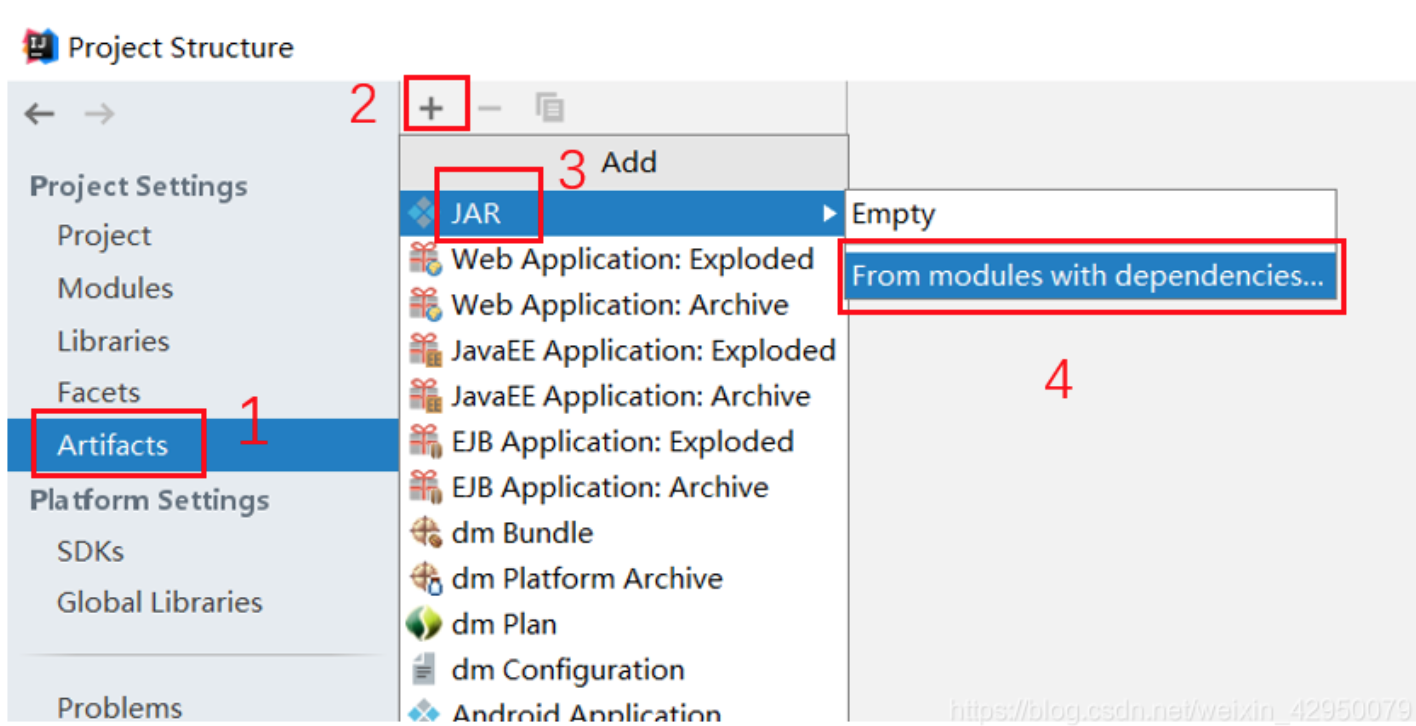 Project Structure
2
Add
3
Project Settings
JAR
Empty
Project
Web Application: Exploded
From modules with dependencies...
Modules
Web Application: Archive
Libraries
JavaEE Application: Exploded
4
Facets
JavaEE Application: Archive
1
Artifacts
EJB Application: Exploded
EJB Application: Archive
Platform Settings
dm Bundle
SDKs
dm Platform Archive
Global Libraries
dm Plan
dm Configuration
Problems
Android Application
https://blog.csdn.net/weixin_42950079